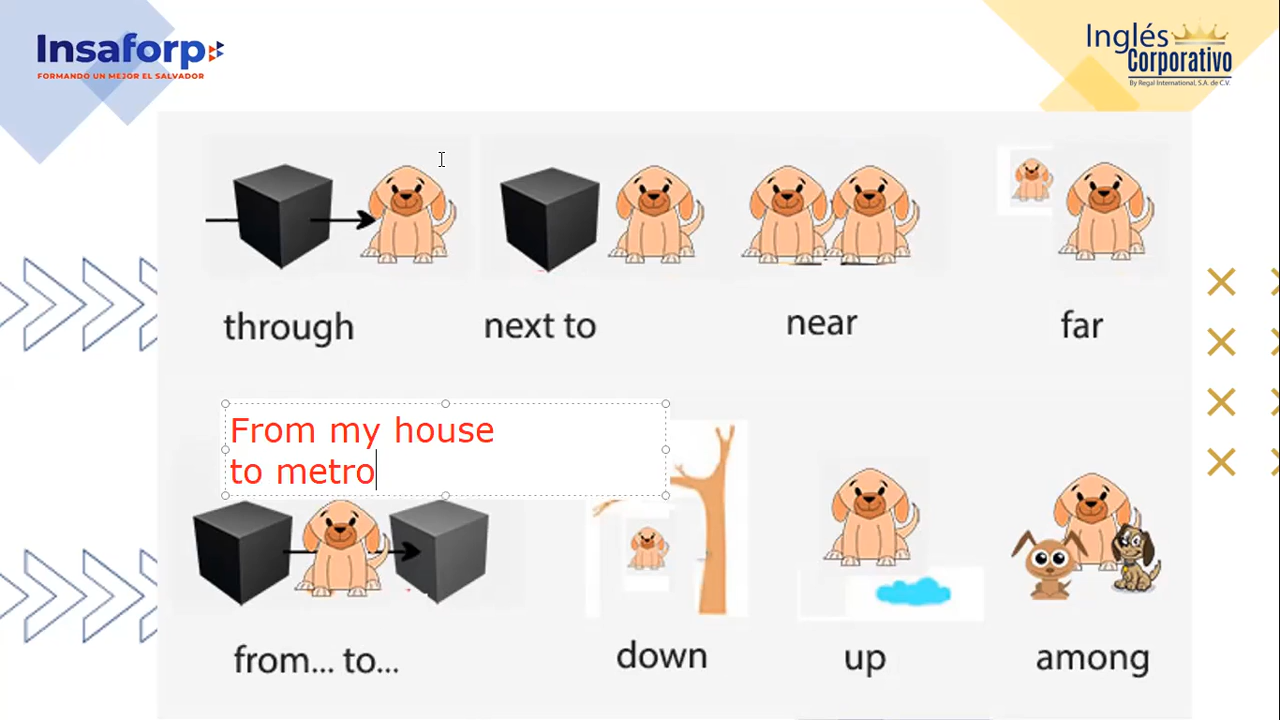 Insaforp
FORMANDO UN MEJOR EL SALVADOR
Inglés
Corporativo
By Regal International, S.A. de C.V.
through
next to
near
far
From my house
to metro
from... to...
down
up
among